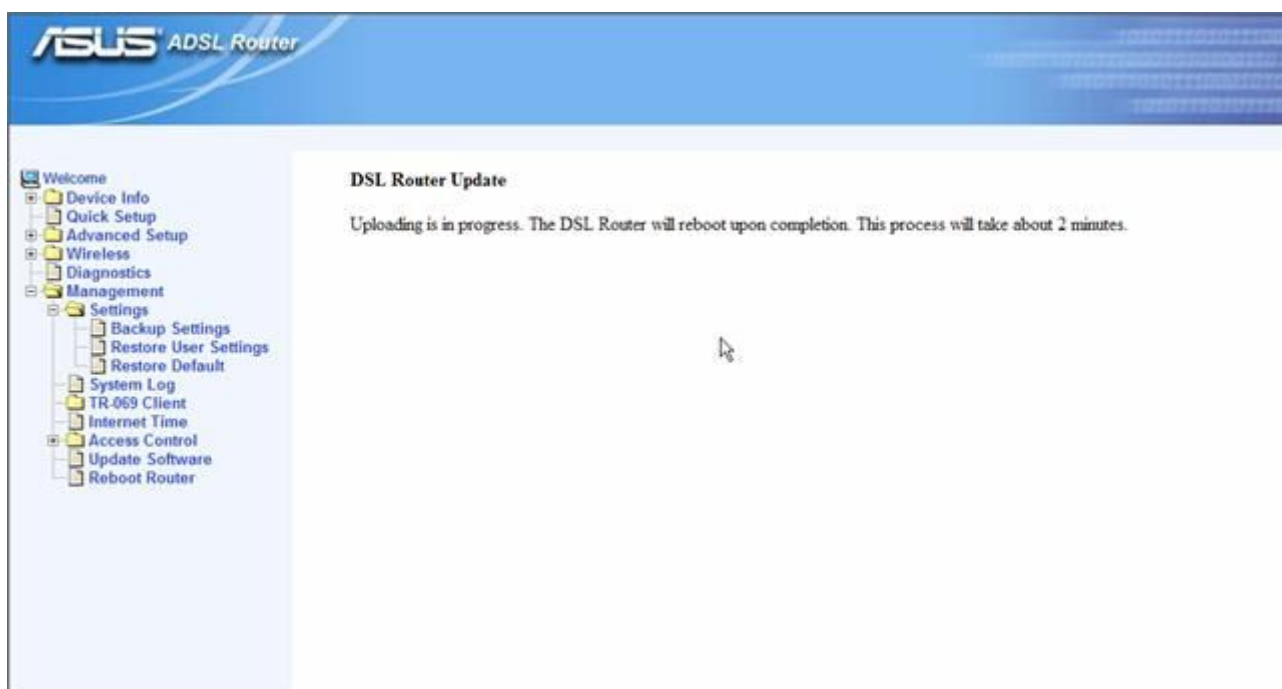 ASUS ADSL Router
Welcome
Device Info
Quick Setup
Advanced Setup
Wireless
Diagnostics
Management
Settings
Backup Settings
Restore User Settings
Restore Default
System Log
TR-069 Client
Internet Time
Access Control
Update Software
Reboot Router
DSL Router Update
Uploading is in progress. The DSL Router will reboot upon completion. This process will take about 2 minutes.